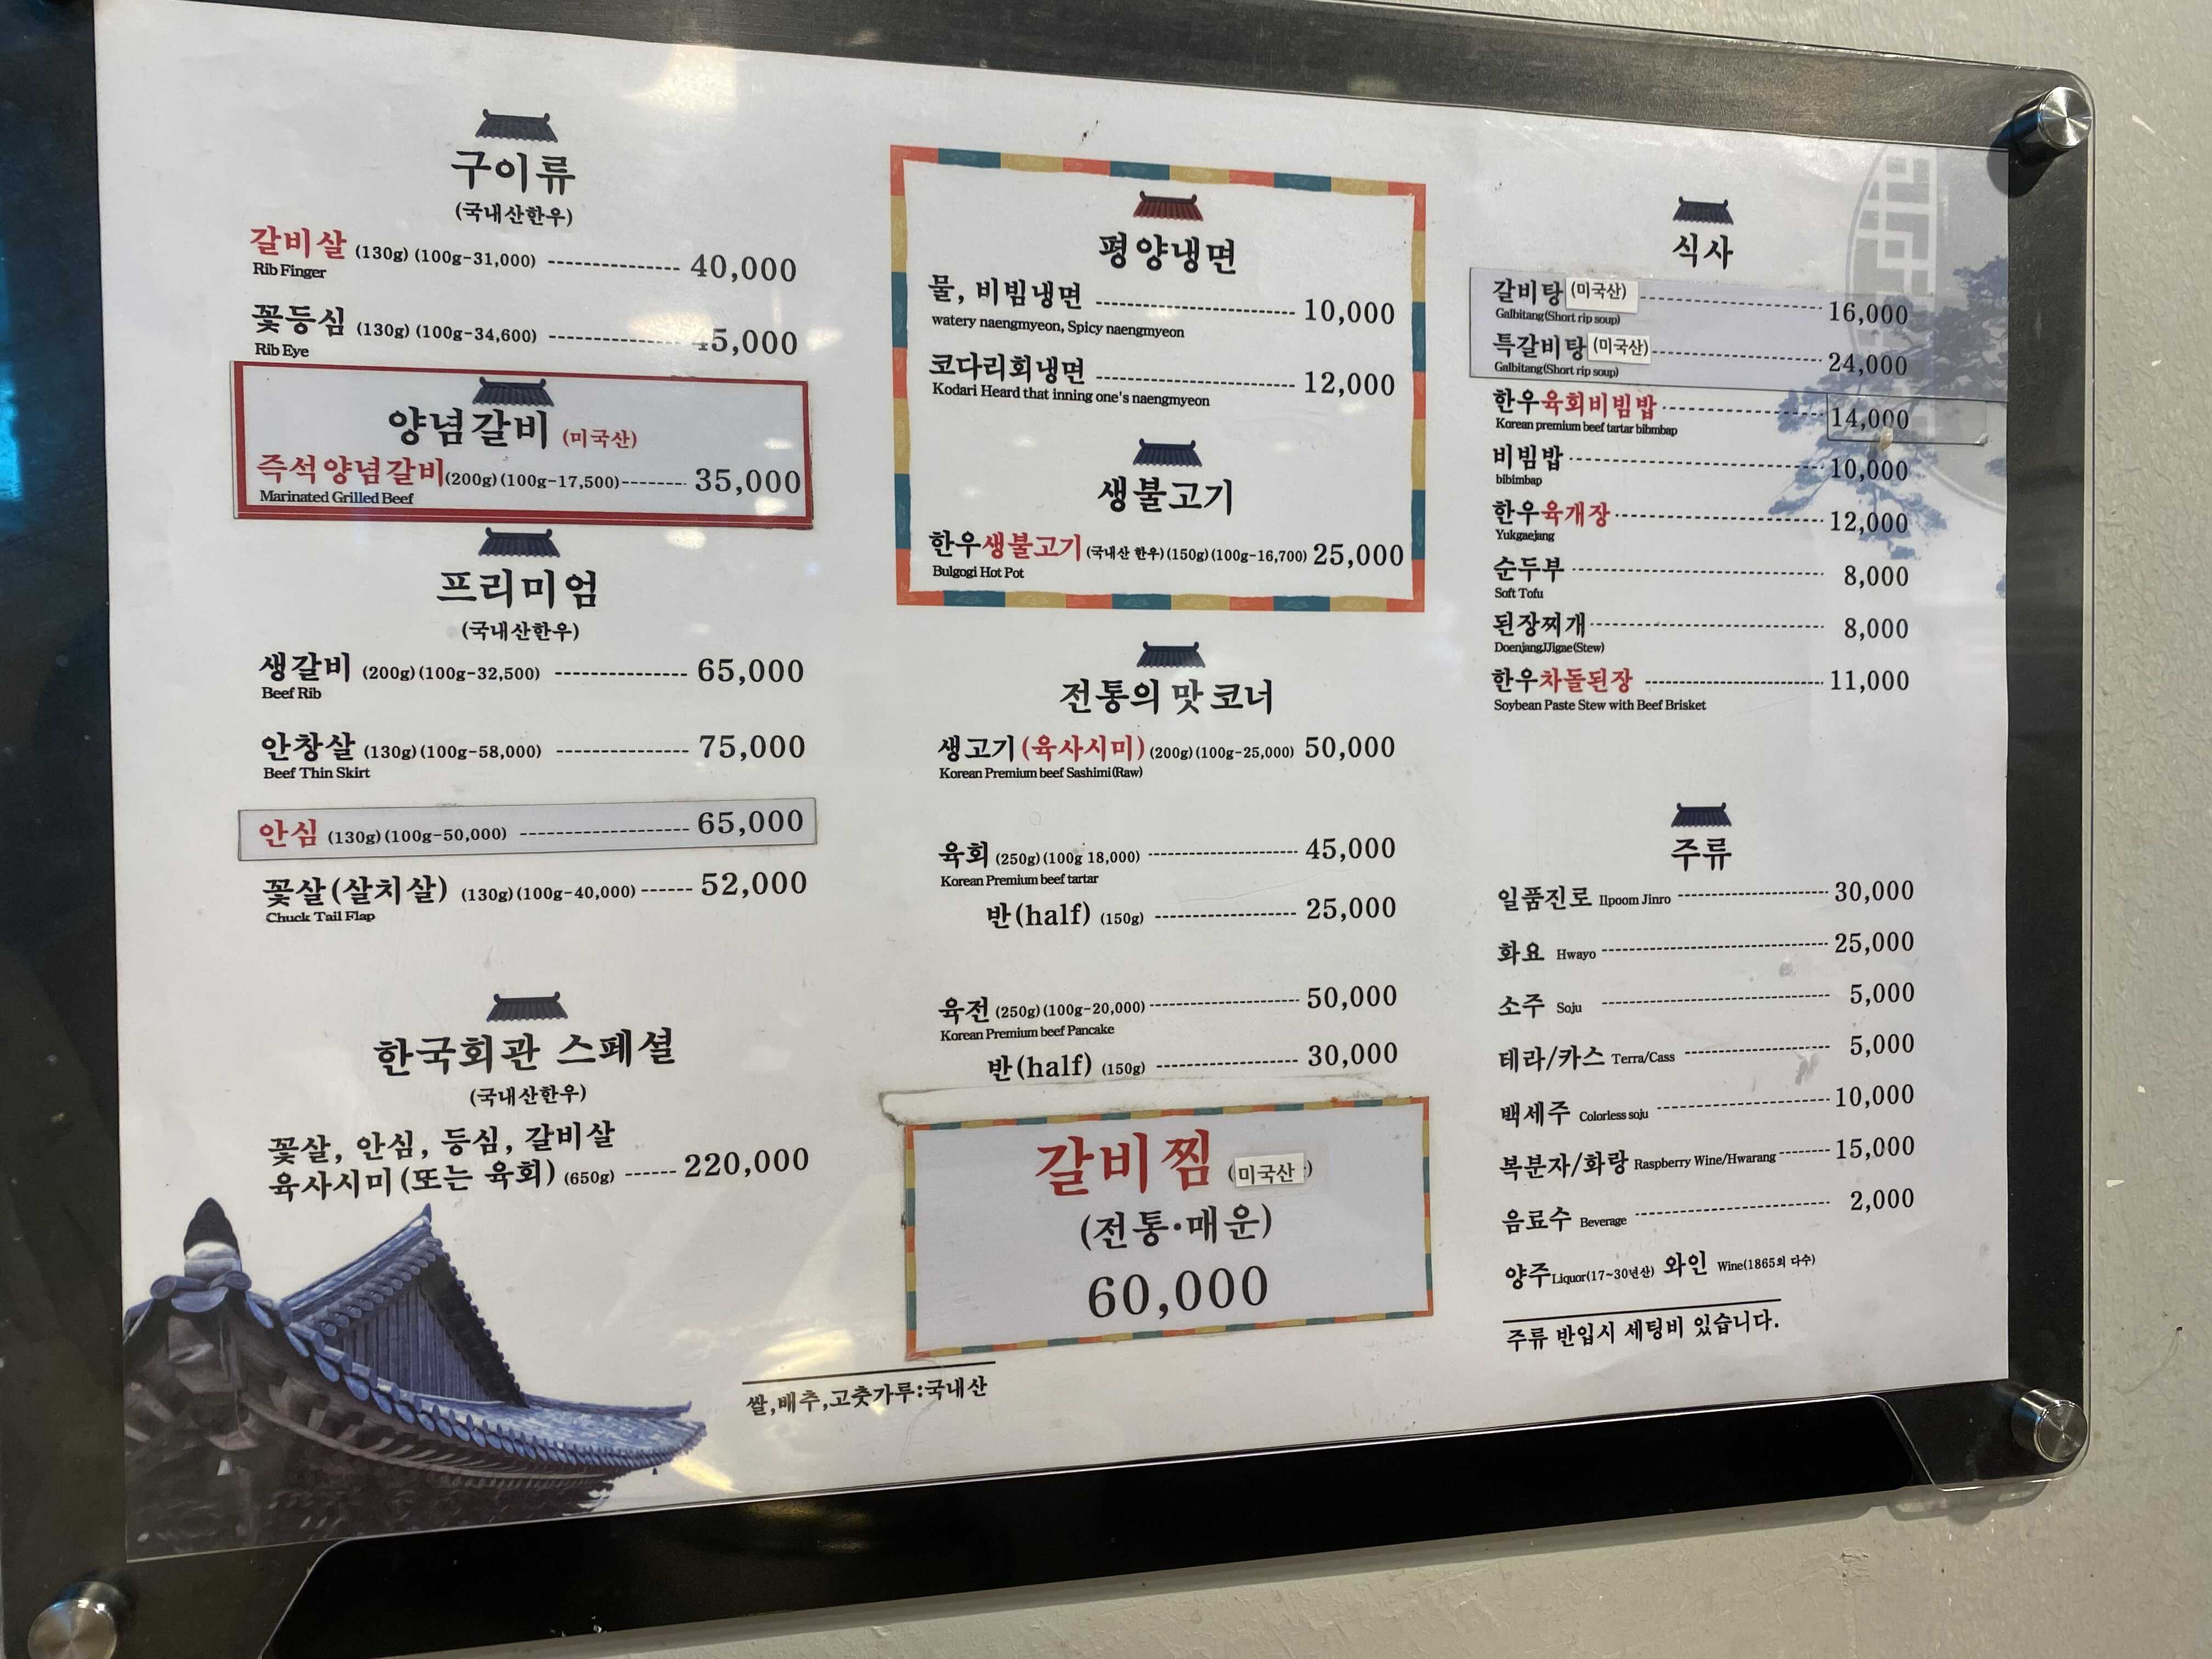 구이류
(국내산한우)
갈비살 (130g) (100g-31,000) 40,000
Rib Finger
꽃등심 (130g) (100g-34,600) 45,000
Rib Eye
양념갈비 (미국산)
즉석양념갈비(200g)(100g-17,500) 35,000
Marinated Grilled Beef
프리미엄
(국내산한우)
생갈비 (200g)(100g-32,500) 65,000
Beef Rib
안창살 (130g)(100g-58,000) 75,000
Beef Thin Skirt
안심 (130g)(100g-50,000) 65,000
꽃살(살치살) (130g)(100g-40,000) 52,000
Chuck Tail Flap
한국회관 스페셜
(국내산한우)
꽃살, 안심, 등심, 갈비살
육사시미(또는 육회) (650g) 220,000
평양냉면
물, 비빔냉면 10,000
watery naengmyeon, Spicy naengmyeon
코다리회냉면 12,000
Kodari Heard that inning one's naengmyeon
생불고기
한우생불고기(국내산 한우)(150g)(100g-16,700) 25,000
Bulgogi Hot Pot
전통의 맛 코너
생고기(육사시미)(200g)(100g-25,000) 50,000
Korean Premium beef Sashimi(Raw)
육회(250g)(100g 18,000) 45,000
Korean Premium beef tartar
반(half) (150g) 25,000
육전(250g)(100g-20,000) 50,000
Korean Premium beef Pancake
반(half) (150g) 30,000
갈비찜 (미국산)
(전통·매운)
60,000
쌀,배추,고춧가루:국내산
식사
갈비탕(미국산) 16,000
Galbitang(Short rip soup)
특갈비탕(미국산) 24,000
Galbitang(Short rip soup)
한우육회비빔밥 14,000
Korean premium beef tartar bibmbap
비빔밥 10,000
bibimbap
한우육개장 12,000
Yukgaejang
순두부 8,000
Soft Tofu
된장찌개 8,000
DoenjangJJigae(Stew)
한우차돌된장 11,000
Soybean Paste Stew with Beef Brisket
주류
일품진로 Ilpoom Jinro 30,000
화요 Hwayo 25,000
소주 Soju 5,000
테라/카스 Terra/Cass 5,000
백세주 Colorless soju 10,000
복분자/화랑 Raspberry Wine/Hwarang 15,000
음료수 Beverage 2,000
양주Liquor(17~30년산) 와인 Wine(1865외 다수)
주류 반입시 세팅비 있습니다.